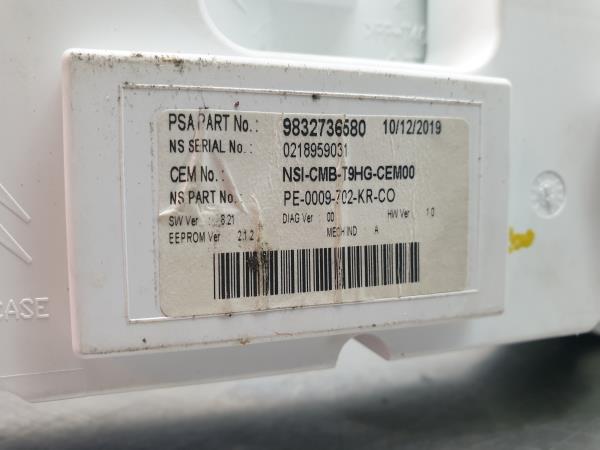 PSA PART No.: 9832736580 10/12/2019
NS SERIAL No.: 0218959031
CEM No.: NSI-CMB-T9HG-CEM00
NS PART No.: PE-0009-702-KR-CO
SW Ver : 8.21 DIAG Ver : 00 HW Ver : 1.0
EEPROM Ver 2.1.2 MECH IND A
CASE